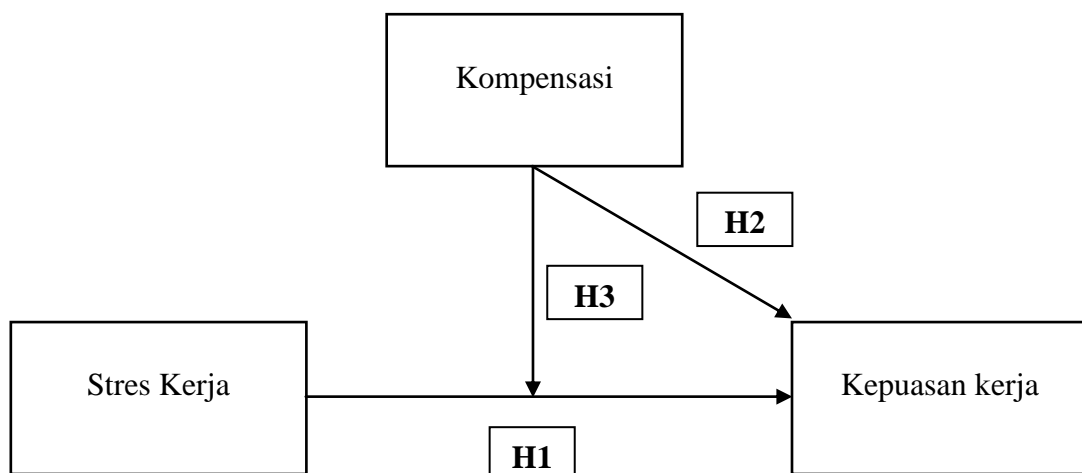 Kompensasi
H2
H3
Stres Kerja
Kepuasan kerja
H1